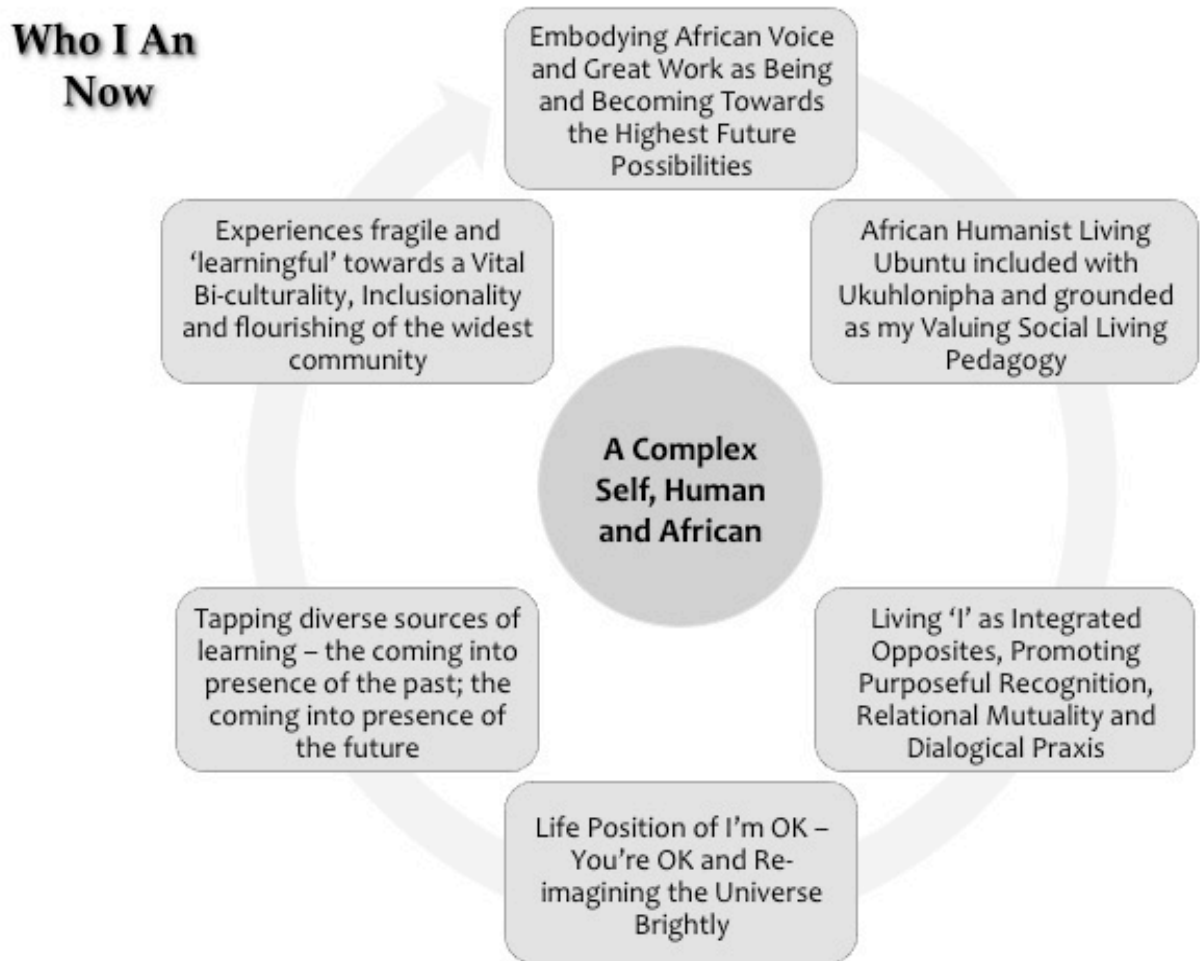 Who I An
Now
Embodying African Voice
and Great Work as Being
and Becoming Towards
the Highest Future
Possibilities
African Humanist Living
Ubuntu included with
Ukuhlonipha and grounded
as my Valuing Social Living
Pedagogy
Living ‘I’ as Integrated
Opposites, Promoting
Purposeful Recognition,
Relational Mutuality and
Dialogical Praxis
Life Position of I’m OK –
You’re OK and Re-
imagining the Universe
Brightly
Tapping diverse sources of
learning – the coming into
presence of the past; the
coming into presence of
the future
Experiences fragile and
‘learningful’ towards a Vital
Bi-culturality, Inclusionality
and flourishing of the widest
community
A Complex
Self, Human
and African